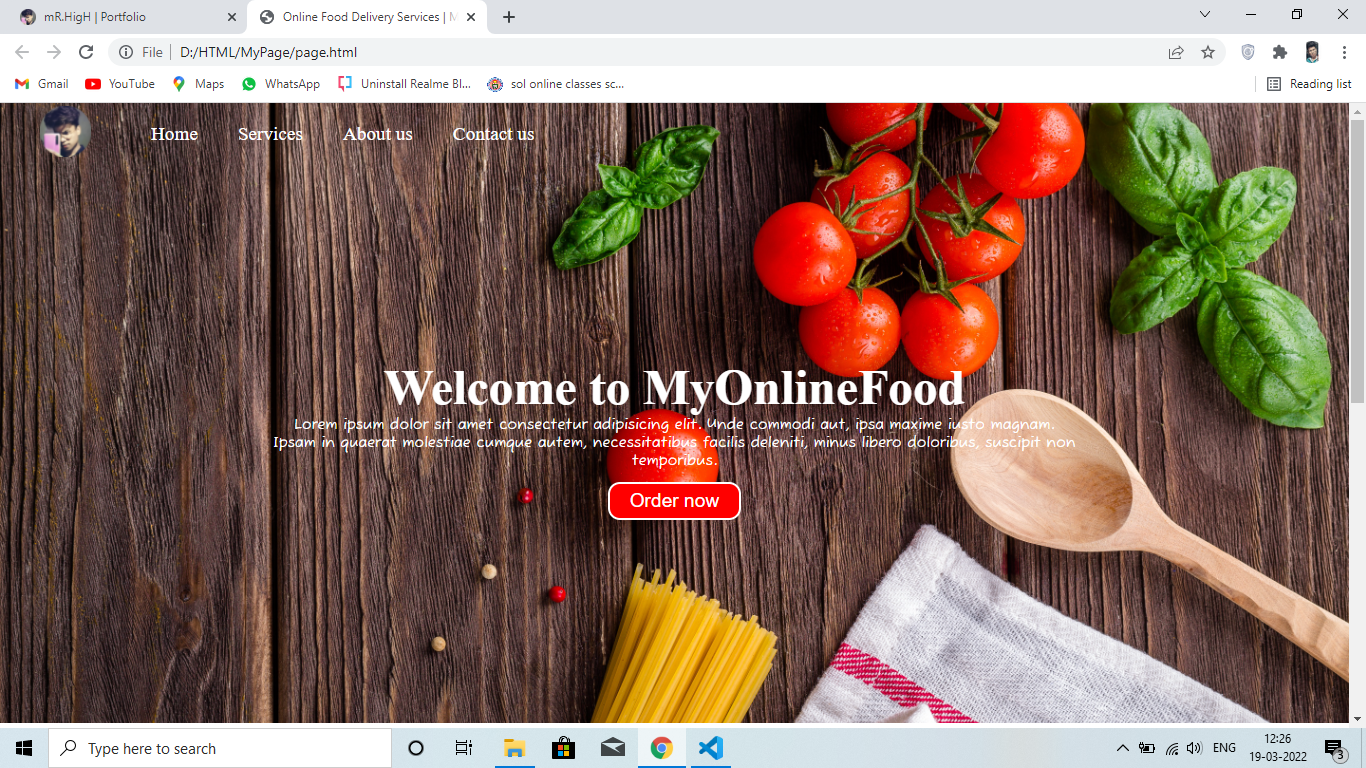 mR.HigH | Portfolio
Online Food Delivery Services | M
File
D:/HTML/MyPage/page.html
Gmail
YouTube
Maps
WhatsApp
Uninstall Realme Bl...
sol online classes sc...
Reading list
Home
Services
About us
Contact us
Welcome to MyOnlineFood
Lorem ipsum dolor sit amet consectetur adipisicing elit. Unde commodi aut, ipsa maxime iusto magnam.
Ipsam in quaerat molestiae cumque autem, necessitatibus facilis deleniti, minus libero doloribus, suscipit non
temporibus.
Order now
Type here to search
ENG
12:26
19-03-2022
3